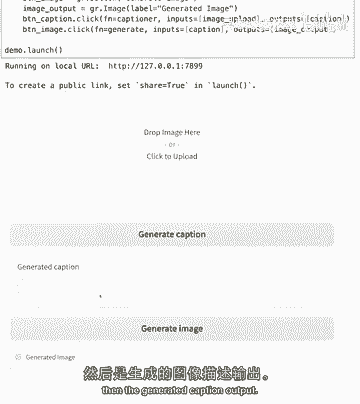 image_output = gr.Image(label="Generated Image")
btn_caption.click(fn=captioner, inputs=[image_upload], outputs=[caption])
btn_image.click(fn=generate, inputs=[caption], outputs=[image_output
demo.launch()
Running on local URL: http://127.0.0.1:7899
To create a public link, set `share=True` in `launch()`.
Drop Image Here
- or -
Click to Upload
Generate caption
Generated caption
Generate image
Generated Image
然后是生成的图像描述输出。
then the generated caption output.